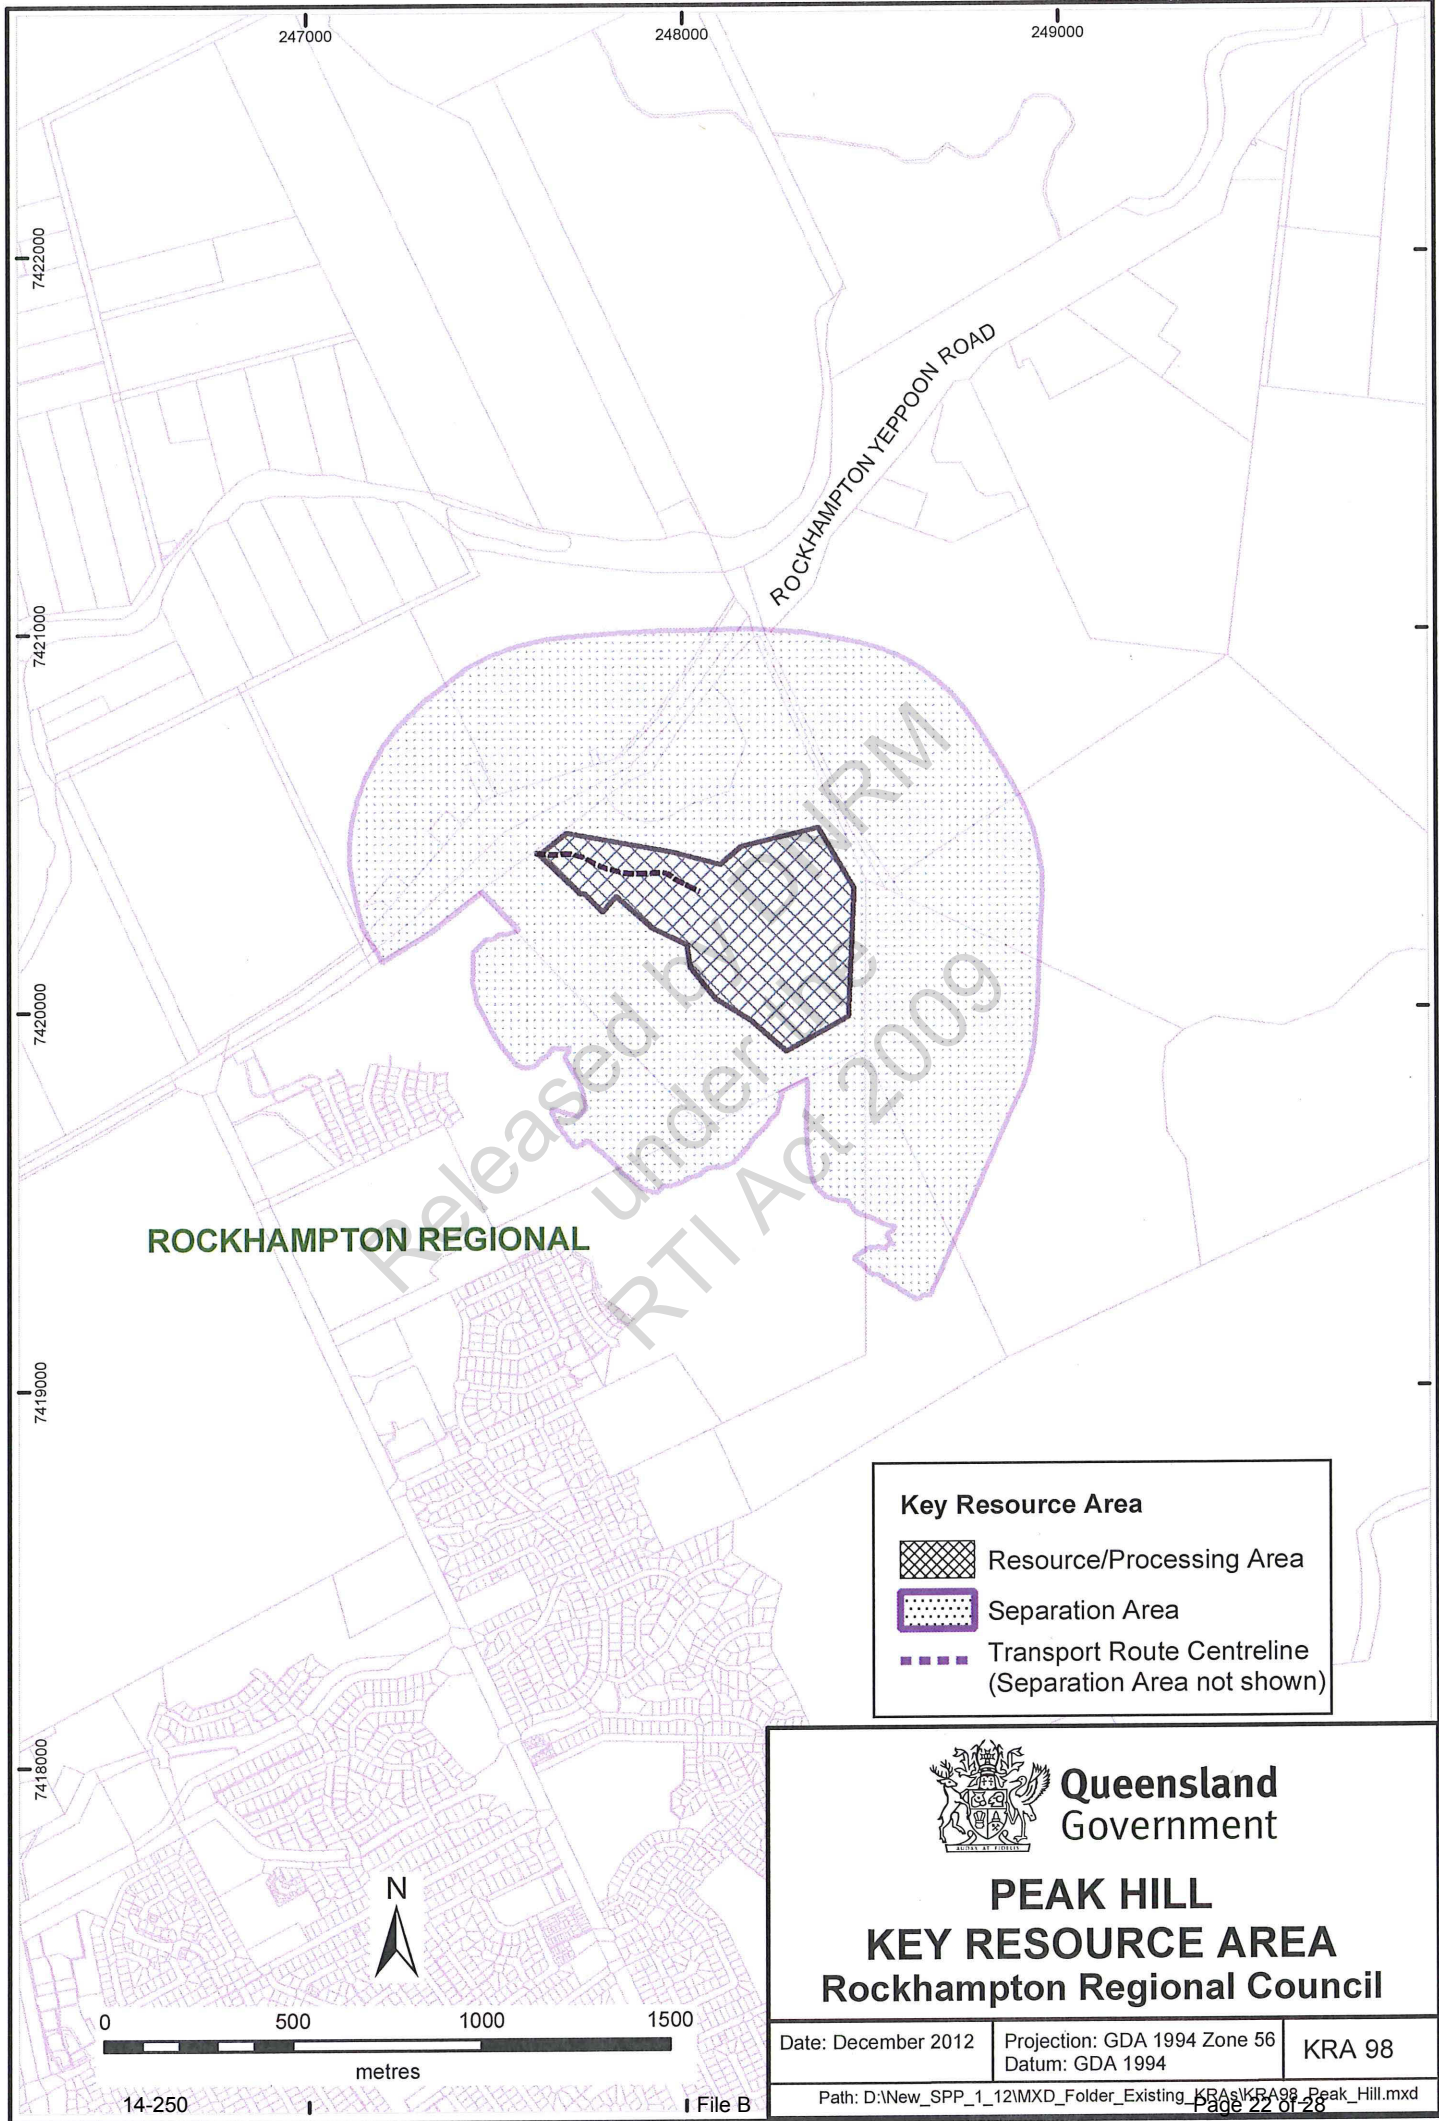 247000
248000
249000
7422000
7421000
7420000
7419000
7418000
ROCKHAMPTON YEPPOON ROAD
Released by DNRM
under the
RTI Act 2009
ROCKHAMPTON REGIONAL
Key Resource Area
Resource/Processing Area
Separation Area
Transport Route Centreline
(Separation Area not shown)
Queensland
Government
AUDAX AT FIDELIS
PEAK HILL
KEY RESOURCE AREA
Rockhampton Regional Council
Date: December 2012
Projection: GDA 1994 Zone 56
Datum: GDA 1994
KRA 98
Path: D:\New_SPP_1_12\MXD_Folder_Existing_KRAs\KRA98_Peak_Hill.mxd
N
0 500 1000 1500
metres
14-250
File B
Page 22 of 28